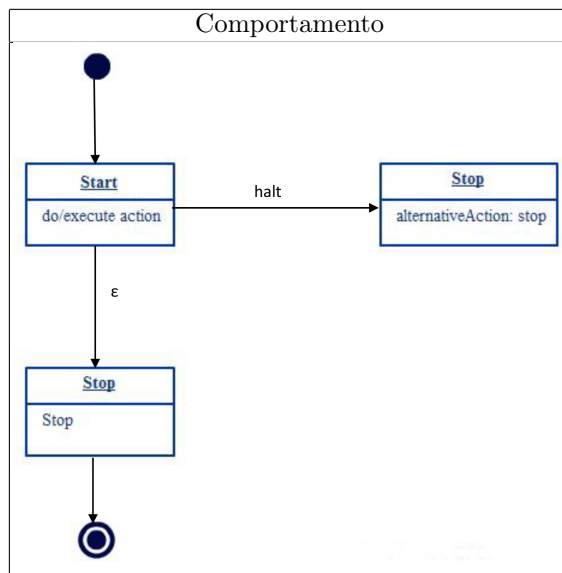 Comportamento
Start
do/execute action
halt
Stop
alternativeAction: stop
ε
Stop
Stop